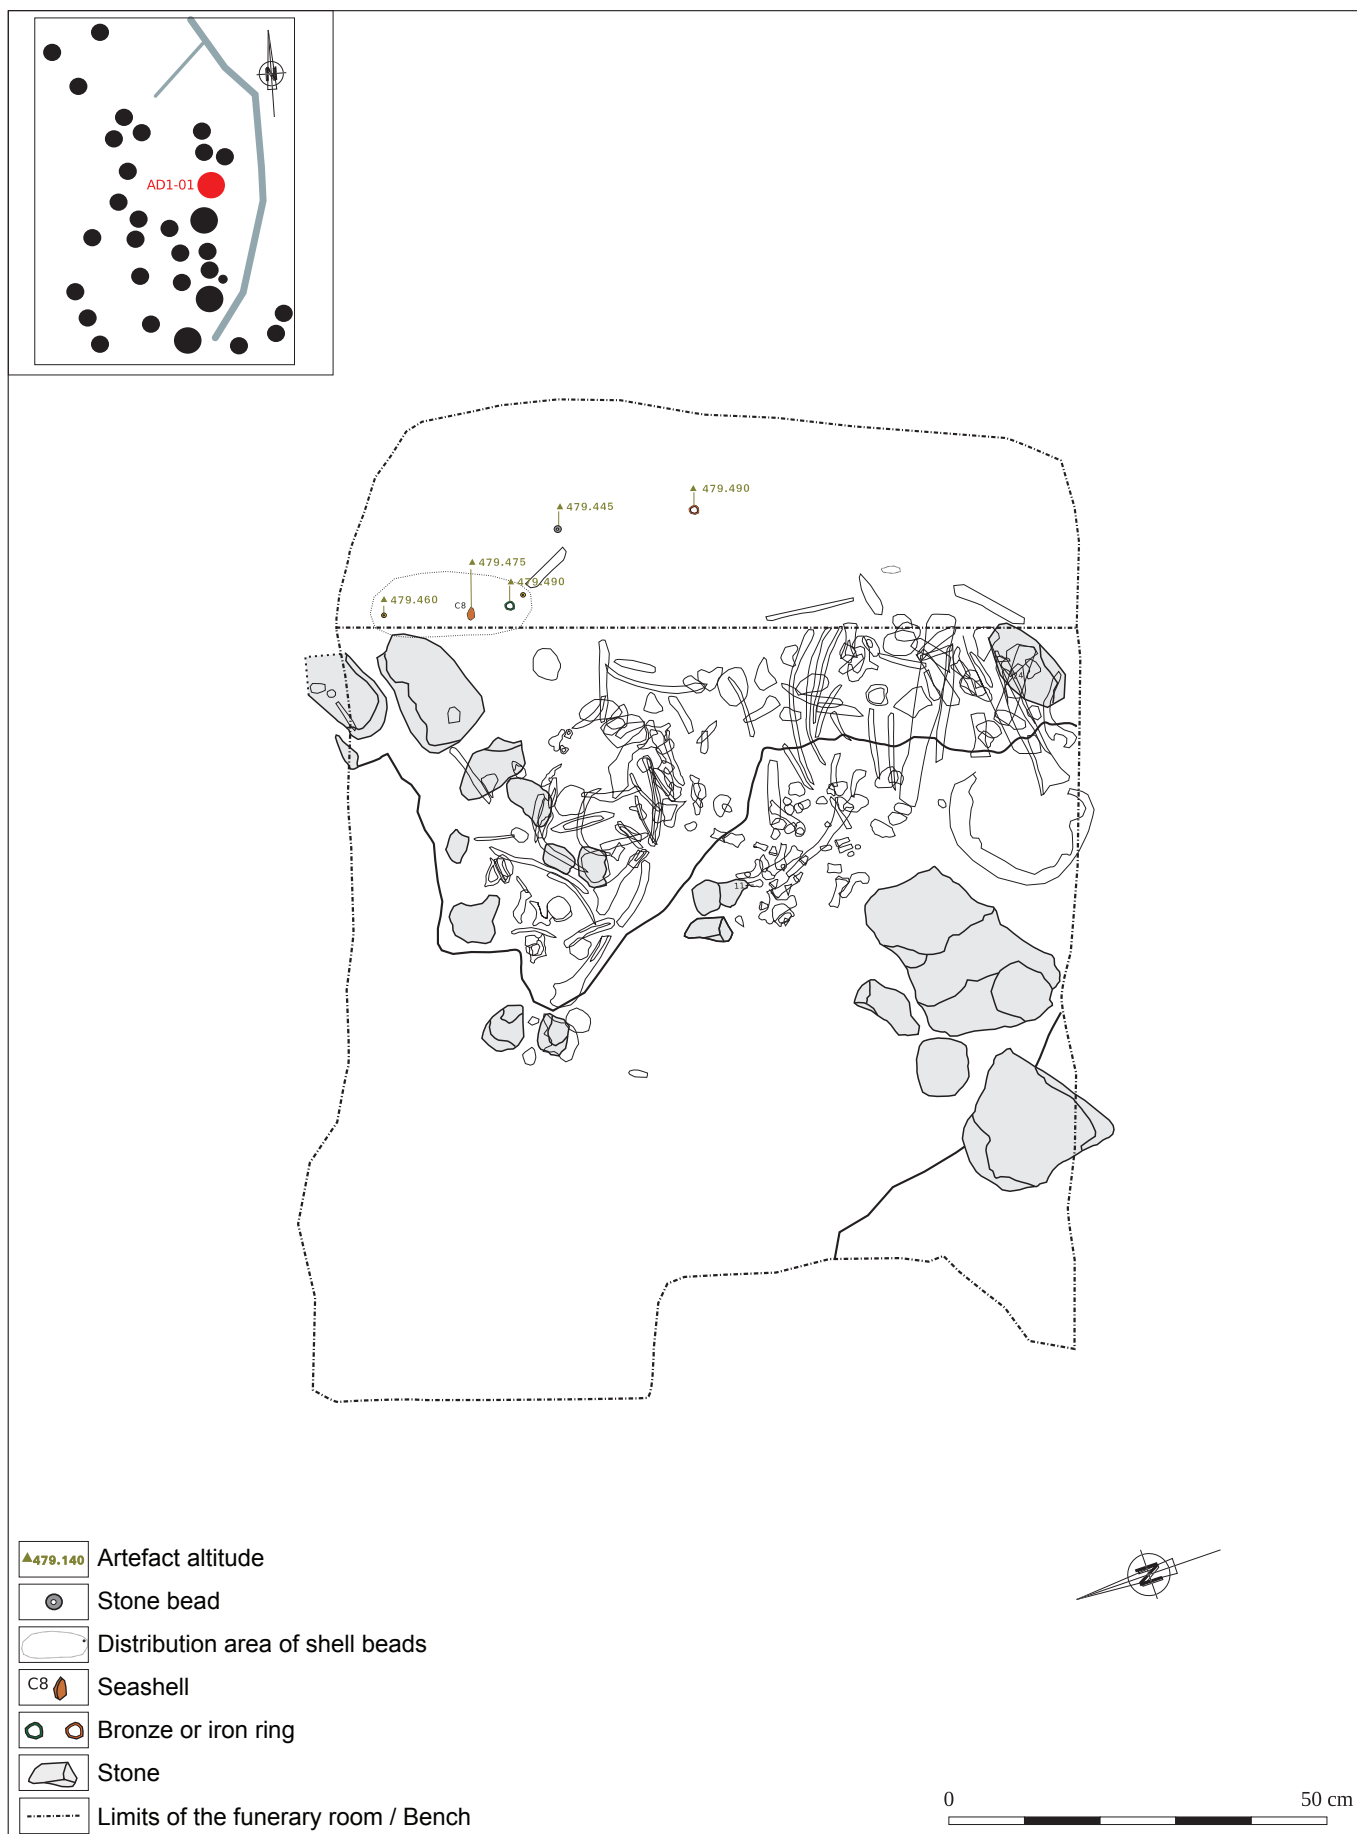 N
AD1-01
479.490
479.445
479.475
479.490
479.460
C8
11
479.140 Artefact altitude
Stone bead
Distribution area of shell beads
C8 Seashell
Bronze or iron ring
Stone
Limits of the funerary room / Bench
N
0 50 cm